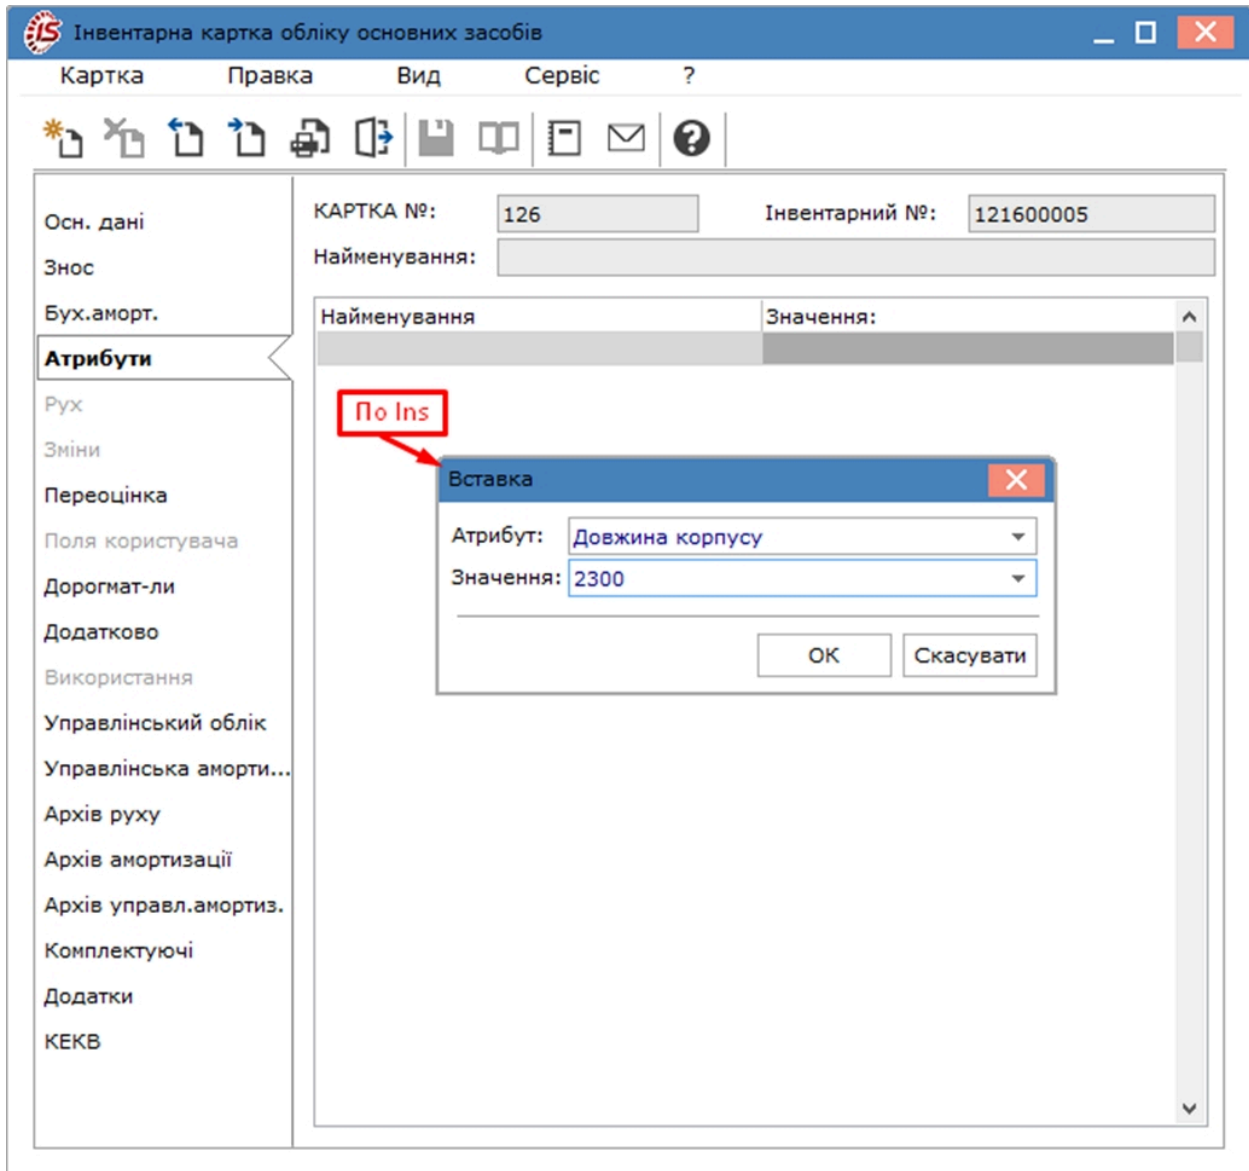 IS Інвентарна картка обліку основних засобів
Картка Правка Вид Сервіс ?
КАРТКА №: 126 Інвентарний №: 121600005
Найменування:
Осн. дані
Знос
Бух.аморт.
Атрибути
Рух
Зміни
Переоцінка
Поля користувача
Дорогмат-ли
Додатково
Використання
Управлінський облік
Управлінська аморти...
Архів руху
Архів амортизації
Архів управл.амортиз.
Комплектуючі
Додатки
КЕКВ
Найменування Значення:
По Ins
Вставка
Атрибут: Довжина корпусу
Значення: 2300
ОК Скасувати